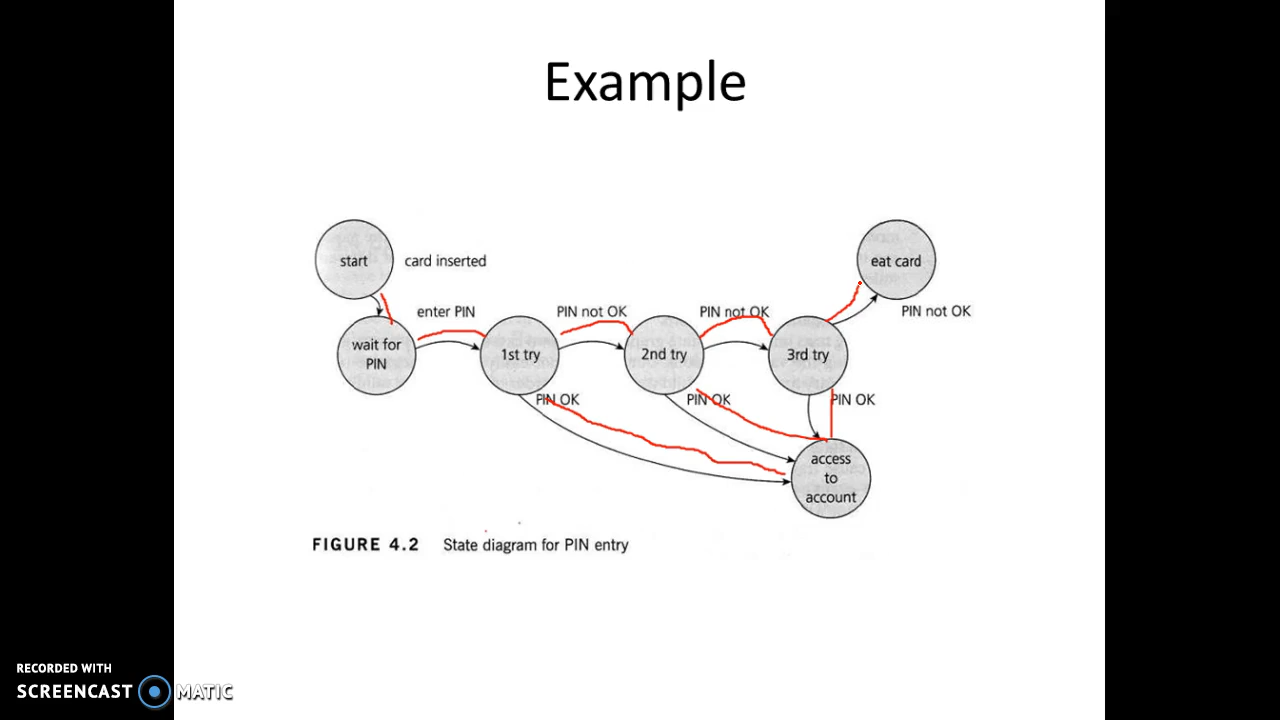 Example
start
card inserted
eat card
enter PIN
PIN not OK
PIN not OK
PIN not OK
wait for
PIN
1st try
2nd try
3rd try
PIN OK
PIN OK
PIN OK
access
to
account
FIGURE 4.2 State diagram for PIN entry
RECORDED WITH
SCREENCAST MATIC